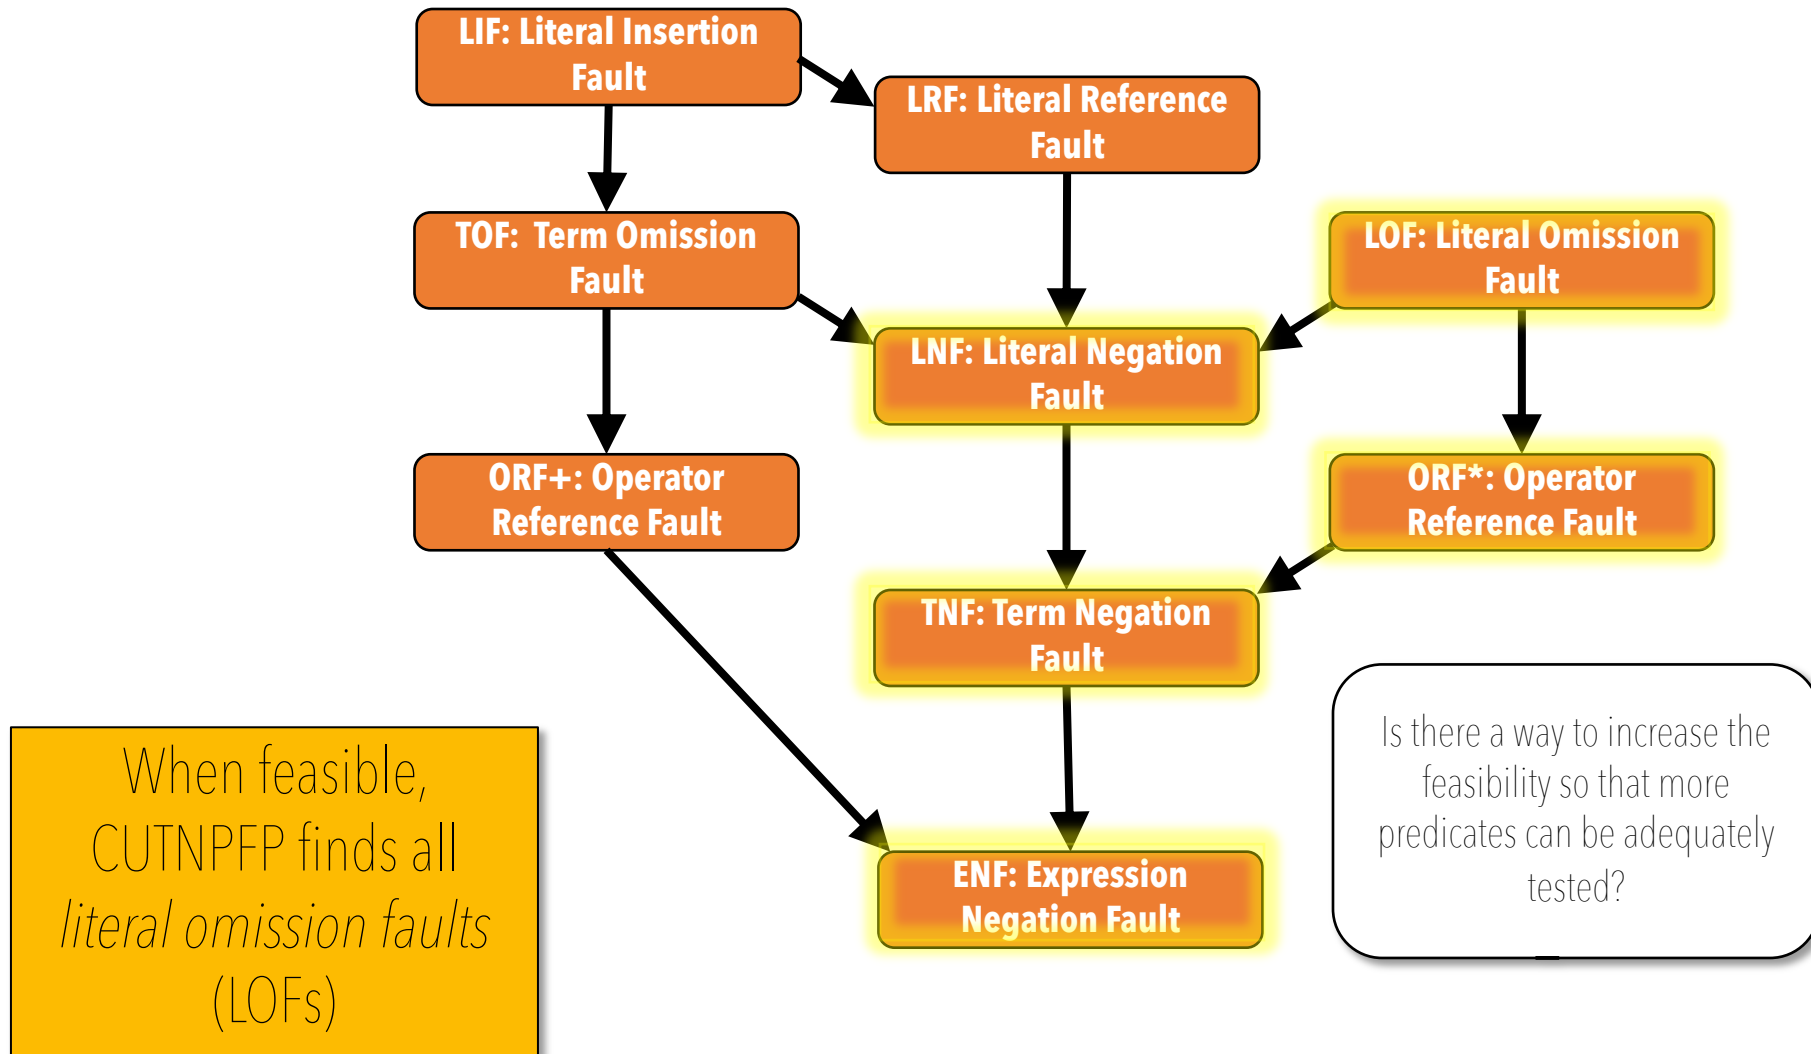 LIF: Literal Insertion
Fault
LRF: Literal Reference
Fault
TOF: Term Omission
Fault
LOF: Literal Omission
Fault
LNF: Literal Negation
Fault
ORF+: Operator
Reference Fault
ORF*: Operator
Reference Fault
TNF: Term Negation
Fault
ENF: Expression
Negation Fault
When feasible,
CUTNPFP finds all
literal omission faults
(LOFs)
Is there a way to increase the
feasibility so that more
predicates can be adequately
tested?